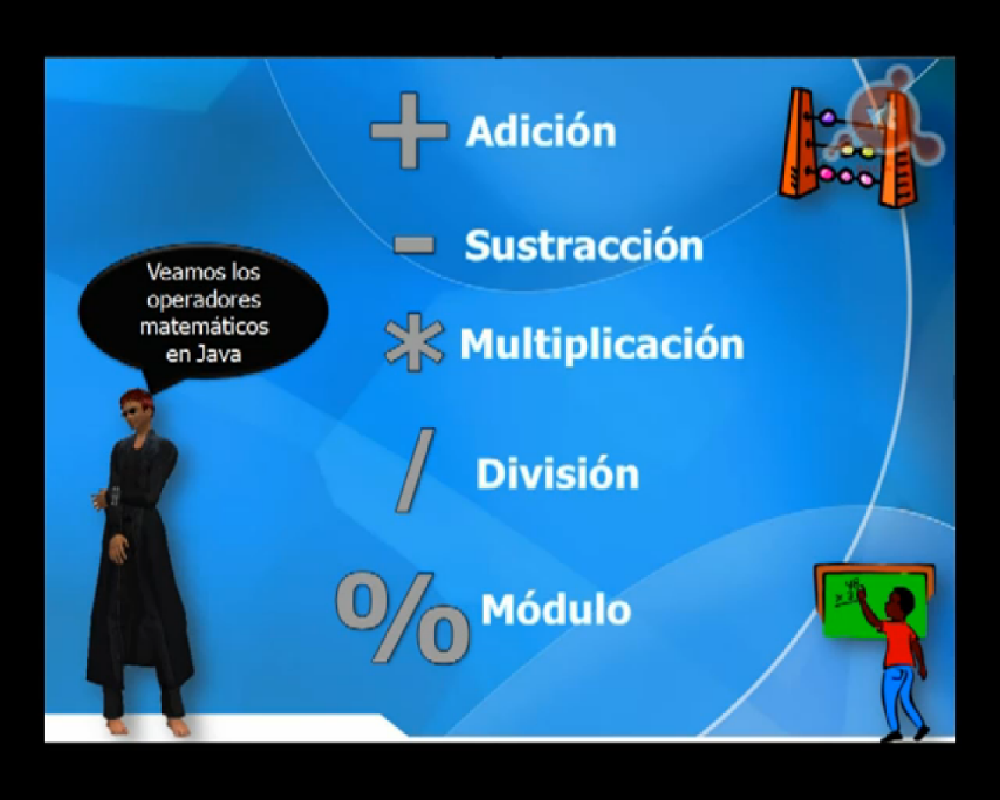 + Adición
- Sustracción
* Multiplicación
/ División
% Módulo
Veamos los
operadores
matemáticos
en Java